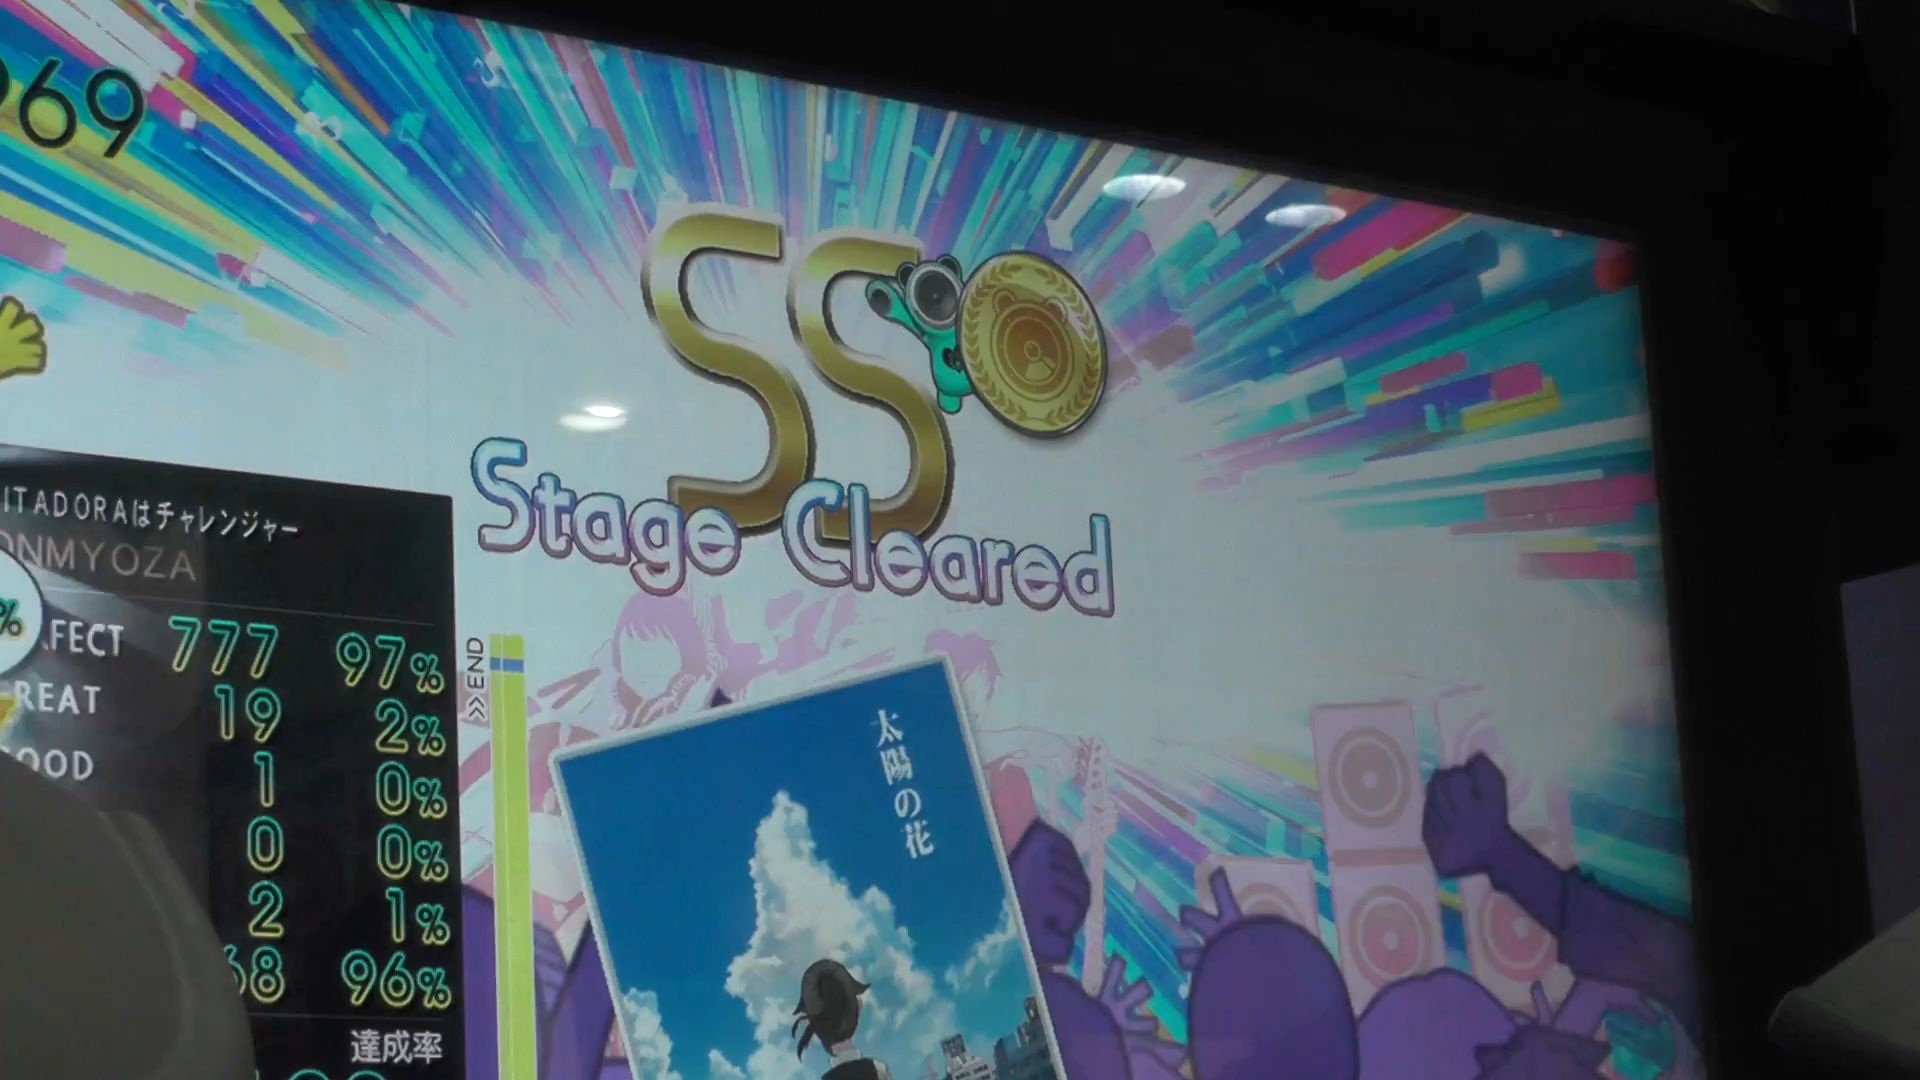 69
SS
Stage Cleared
ITADORAはチャレンジャー
ONMYOZA
%
FECT 777 97%
REAT 19 2%
OOD 1 0%
0 0%
2 1%
68 96%
達成率
>>END
太陽の花